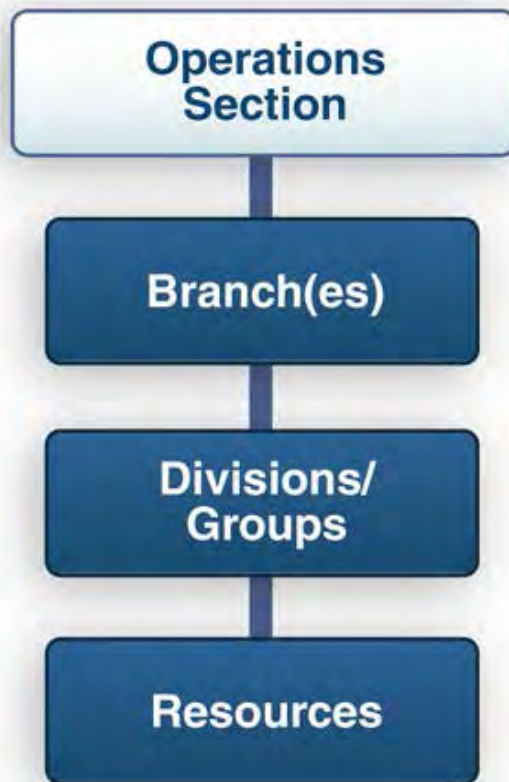 Operations
Section
Branch(es)
Divisions/
Groups
Resources